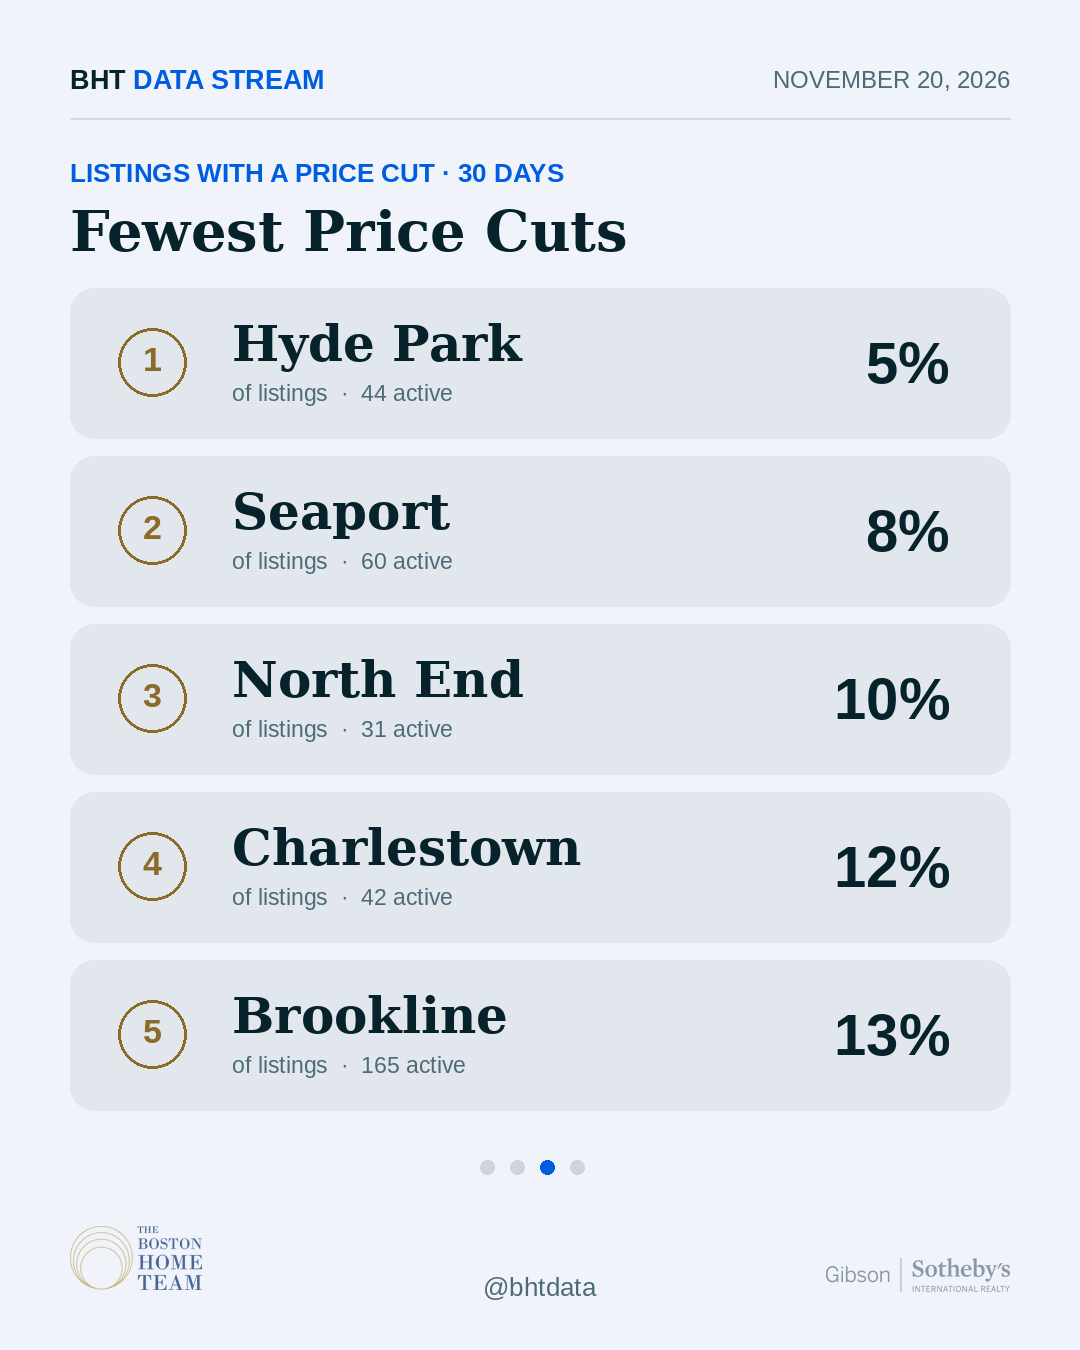 BHT DATA STREAM
NOVEMBER 20, 2026
LISTINGS WITH A PRICE CUT · 30 DAYS
Fewest Price Cuts
1
Hyde Park
of listings · 44 active
5%
2
Seaport
of listings · 60 active
8%
3
North End
of listings · 31 active
10%
4
Charlestown
of listings · 42 active
12%
5
Brookline
of listings · 165 active
13%
THE
BOSTON
HOME
TEAM
@bhtdata
Gibson
Sotheby's
INTERNATIONAL REALTY